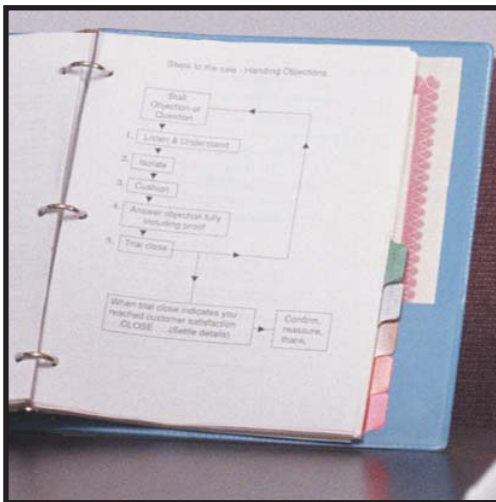 Steps to the sale - Handling Objections
Stall
Objection or
Question
1. Listen & Understand
2. Isolate
3. Cushion
4. Answer objection fully
including proof
5. Trial close
When trial close indicates you
reached customer satisfaction
CLOSE ... (Settle details)
Confirm,
reassure,
thank,